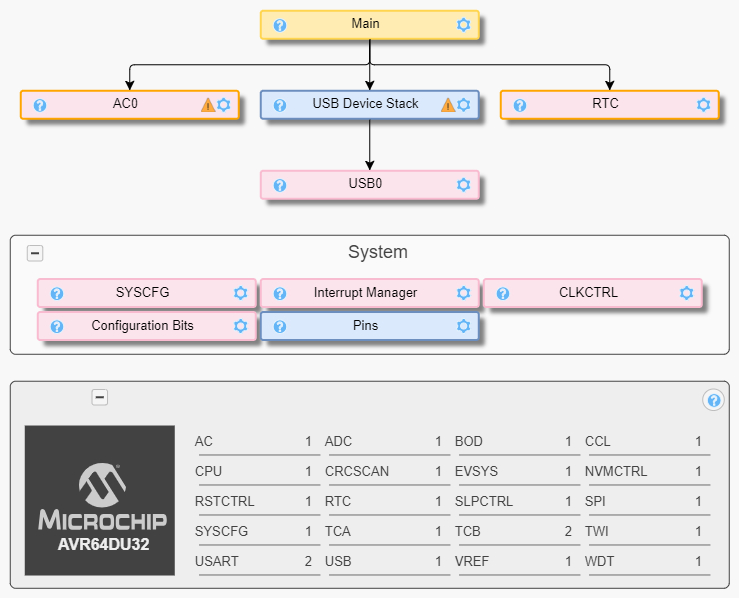 Main
AC0 USB Device Stack RTC
USB0
System
SYSCFG Interrupt Manager CLKCTRL
Configuration Bits Pins
AC 1 ADC 1 BOD 1 CCL 1
CPU 1 CRCSCAN 1 EVSYS 1 NVMCTRL 1
RSTCTRL 1 RTC 1 SLPCTRL 1 SPI 1
SYSCFG 1 TCA 1 TCB 2 TWI 1
USART 2 USB 1 VREF 1 WDT 1
MICROCHIP
AVR64DU32